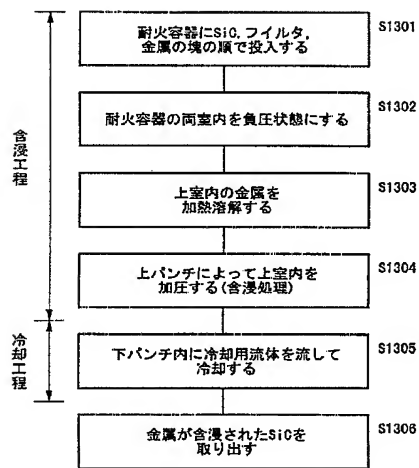 耐火容器にSiC,フイルタ,
金属の塊の順で投入する
S1301
耐火容器の両室内を負圧状態にする
S1302
上室内の金属を
加熱溶解する
S1303
上パンチによって上室内を
加圧する(含浸処理)
S1304
含浸工程
下パンチ内に冷却用流体を流して
冷却する
S1305
冷却工程
金属が含浸されたSiCを
取り出す
S1306